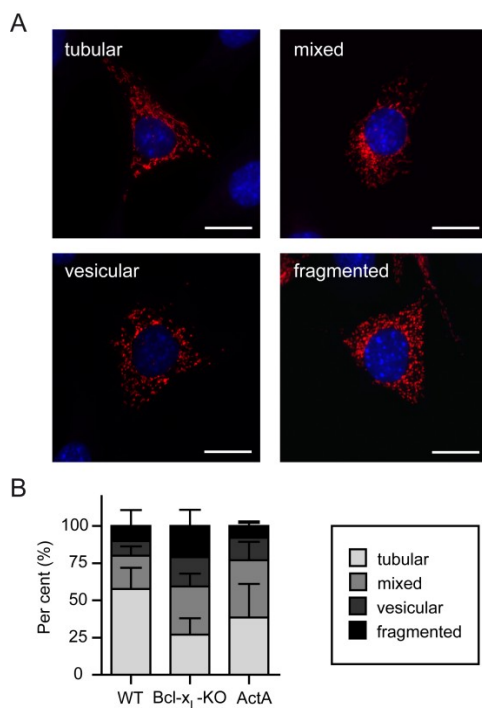 A
tubular
mixed
vesicular
fragmented
B
Per cent (%)
100
75
50
25
0
WT
Bcl-xL-KO
ActA
tubular
mixed
vesicular
fragmented